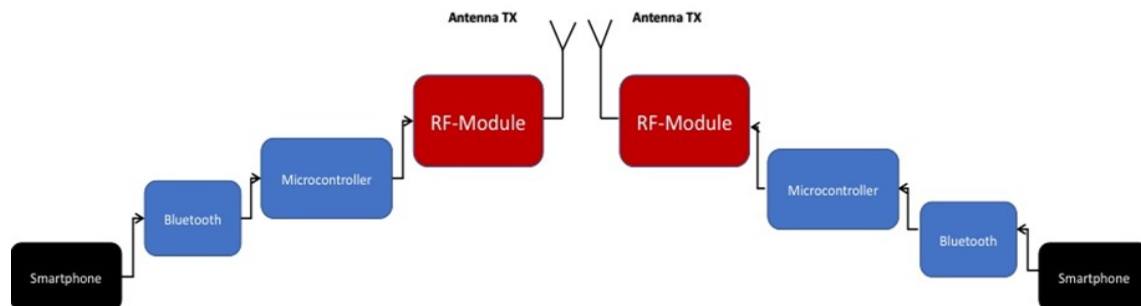 Antenna TX
Antenna TX
RF-Module
RF-Module
Microcontroller
Microcontroller
Bluetooth
Bluetooth
Smartphone
Smartphone